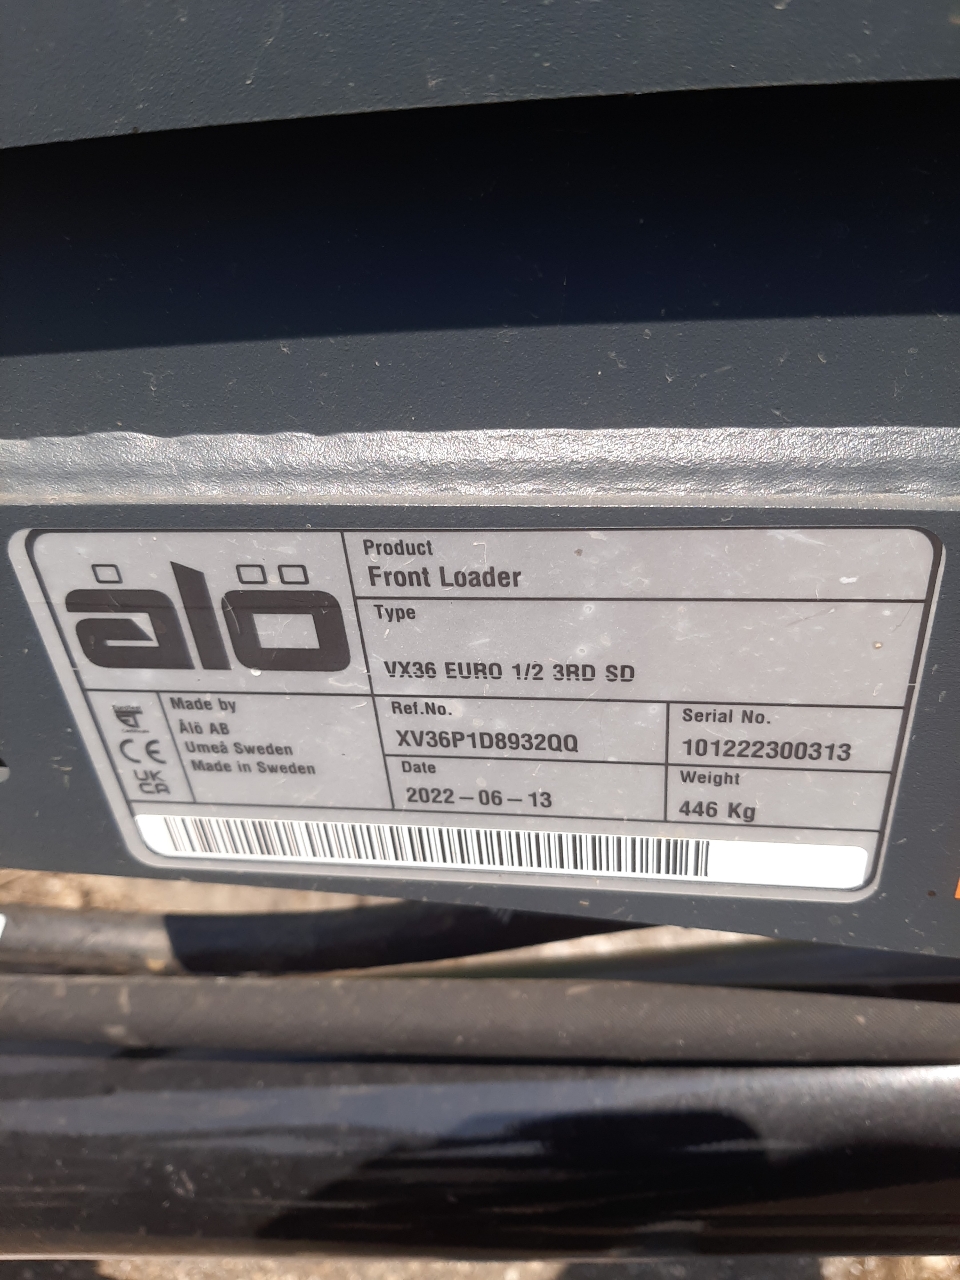 ålö
Product
Front Loader
Type
VX36 EURO 1/2 3RD SD
Made by
Ålö AB
Umeå Sweden
Made in Sweden
CE
UK
CA
Ref.No.
XV36P1D8932QQ
Serial No.
101222300313
Date
2022-06-13
Weight
446 Kg